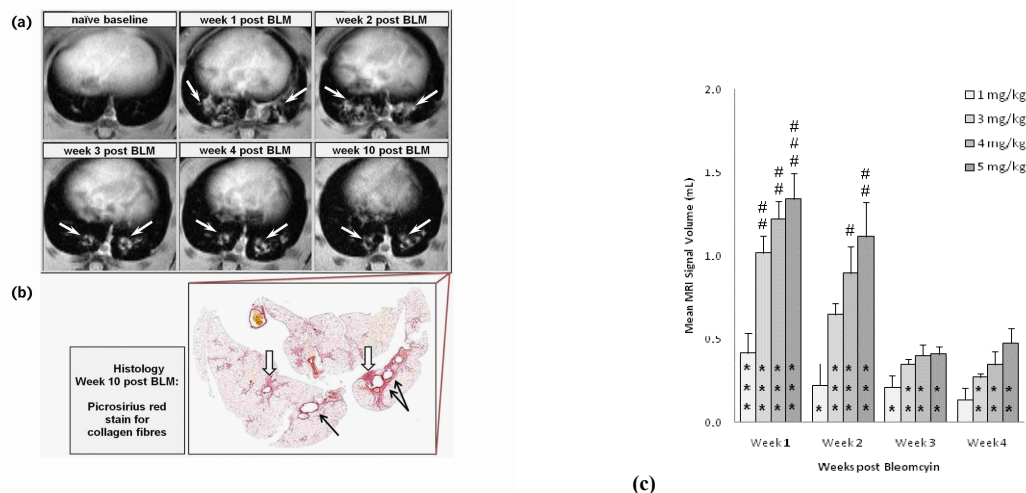 (a)
naïve baseline
week 1 post BLM
week 2 post BLM
week 3 post BLM
week 4 post BLM
week 10 post BLM
(b)
Histology
Week 10 post BLM:
Picrosirius red
stain for
collagen fibres
Mean MRI Signal Volume (mL)
2.0
1.5
1.0
0.5
0.0
1 mg/kg
3 mg/kg
4 mg/kg
5 mg/kg
# # # # # # #
# # #
* * * * * * * * * * * *
* * * * * * * * * *
* * * * * * *
* * * * * * *
Week 1
Week 2
Week 3
Week 4
Weeks post Bleomcyin
(c)